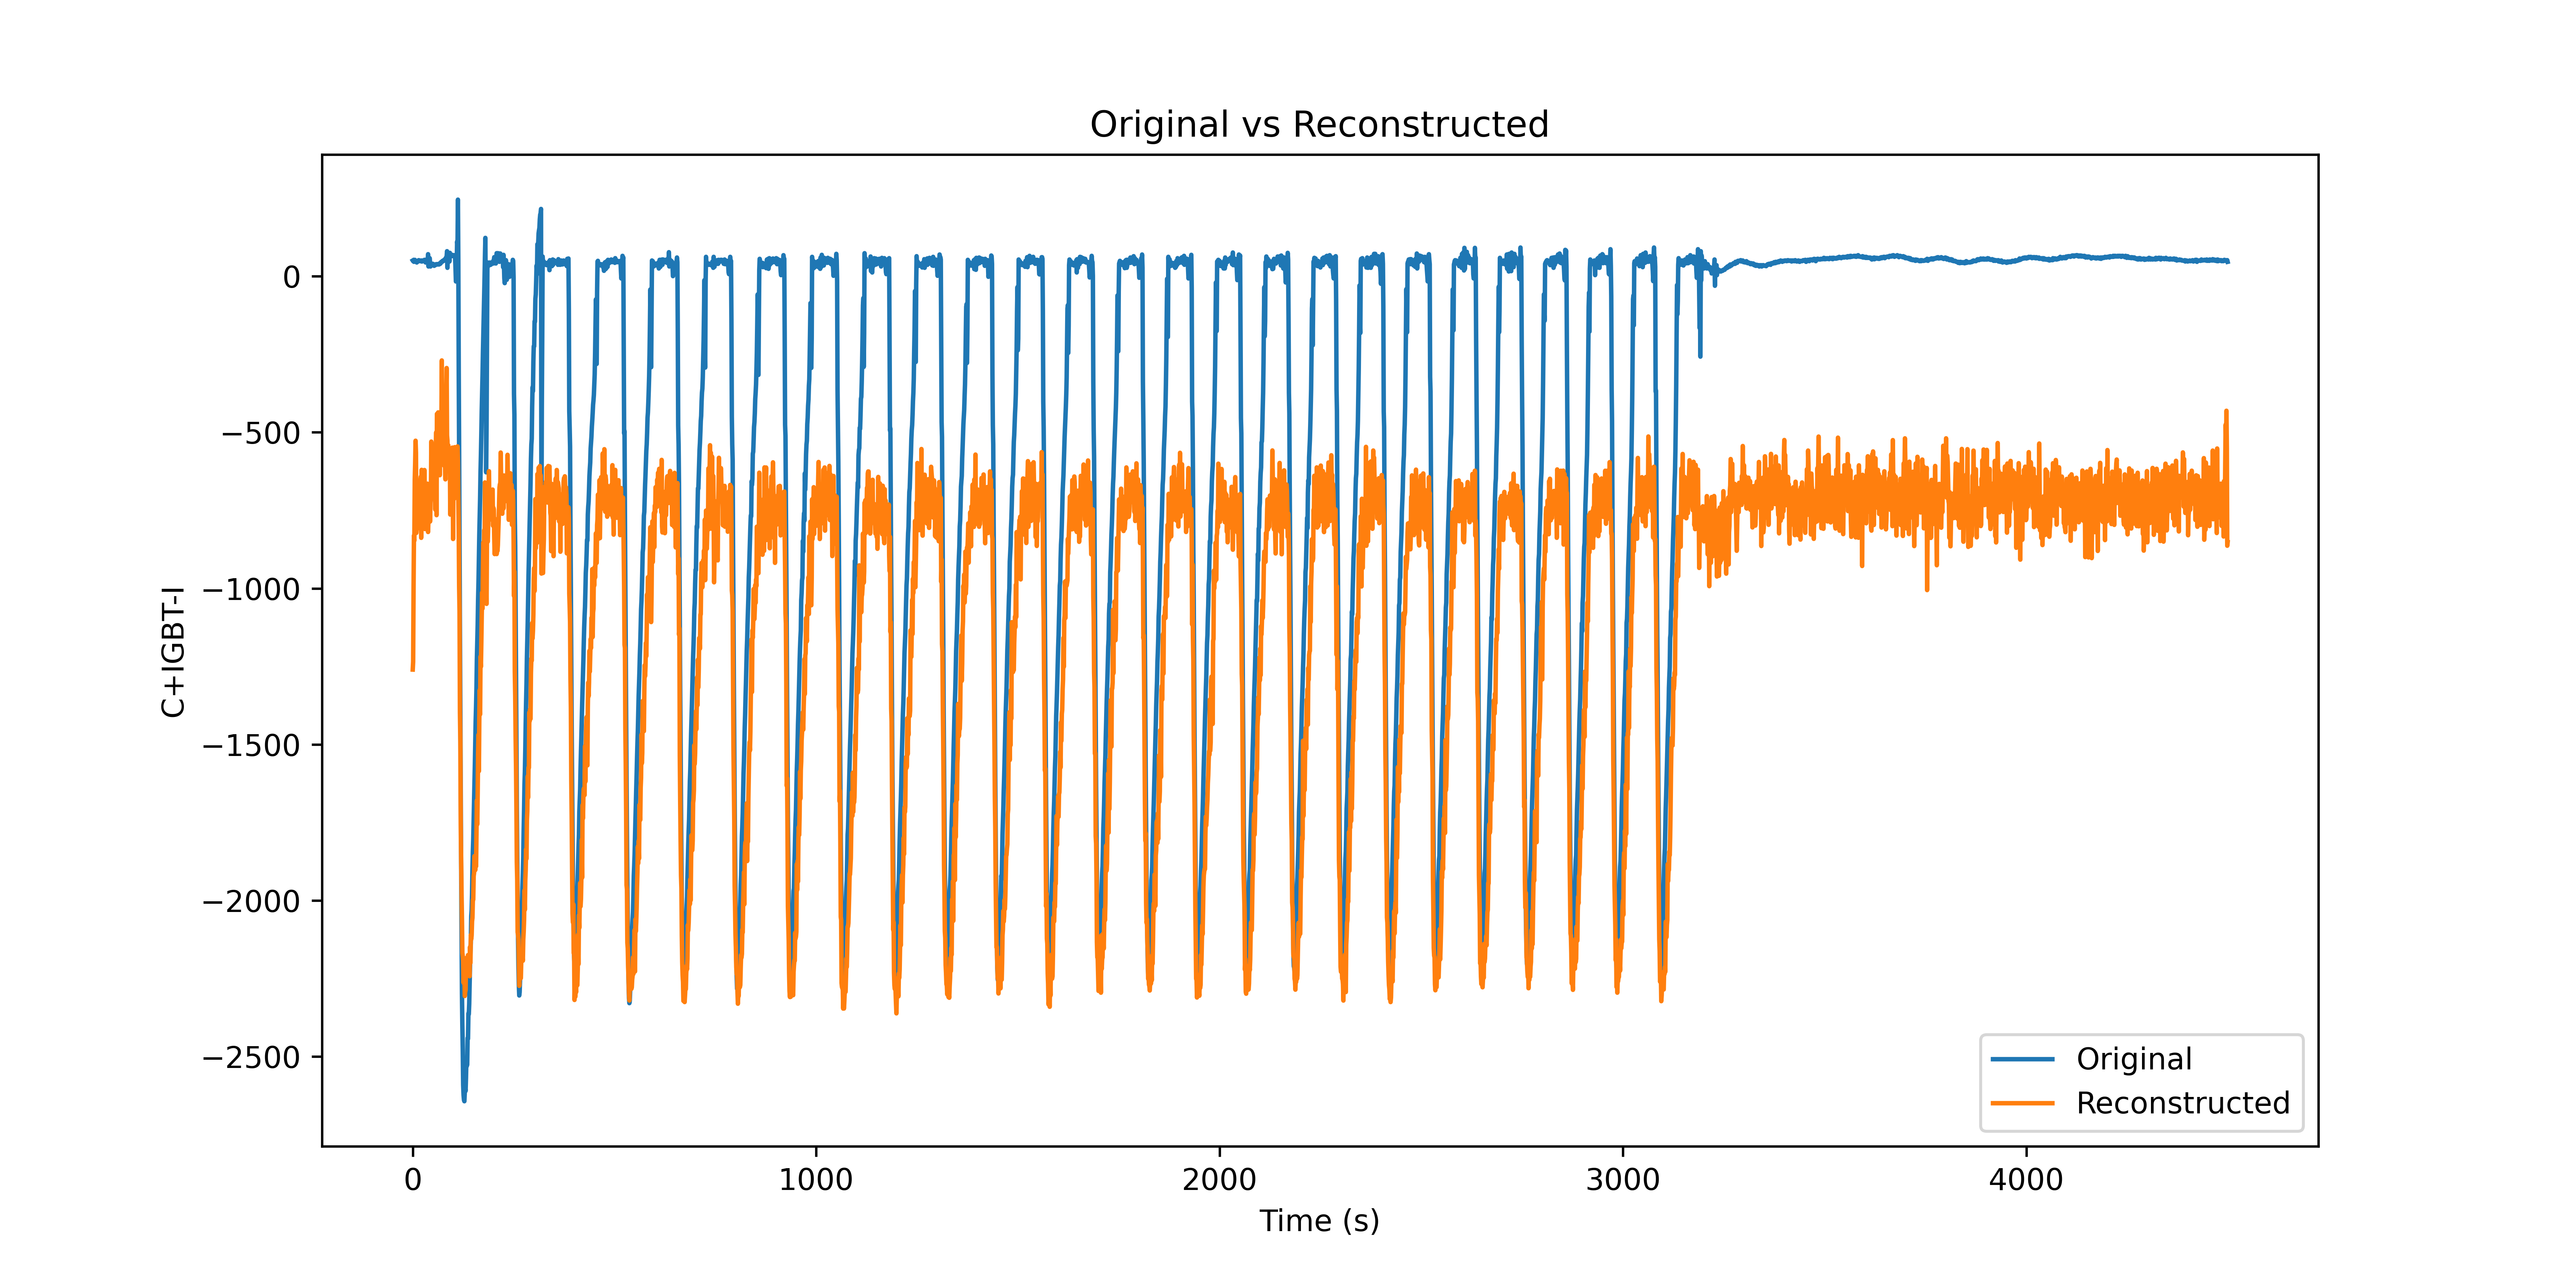 Original vs Reconstructed
C+IGBT-I
0
−500
−1000
−1500
−2000
−2500
0
1000
2000
3000
4000
Time (s)
Original
Reconstructed